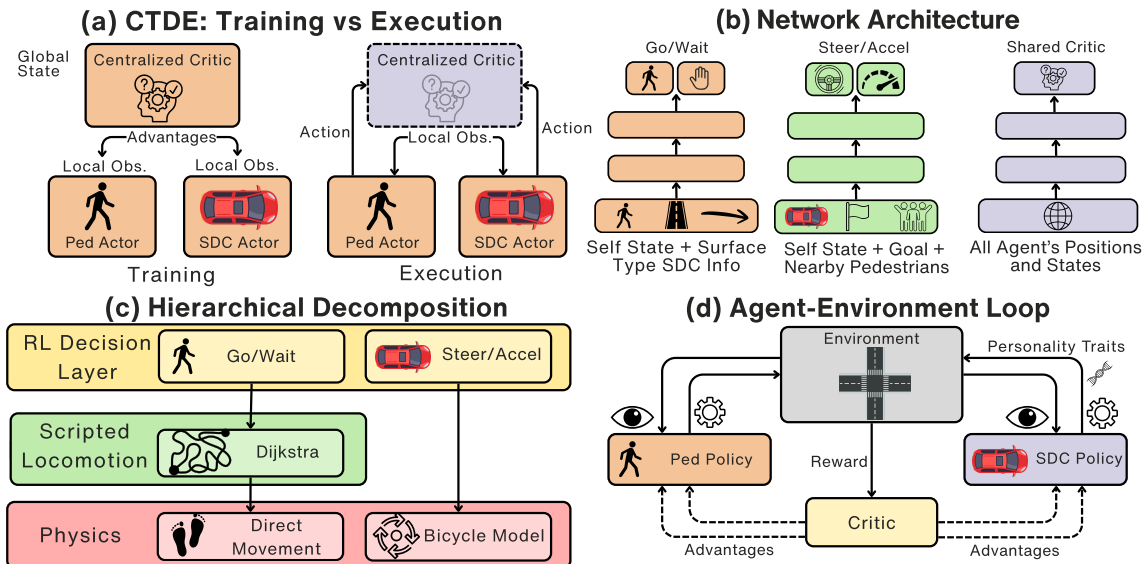 (a) CTDE: Training vs Execution
Global
State
Centralized Critic
Advantages
Local Obs.
Local Obs.
Ped Actor
SDC Actor
Training
Centralized Critic
Action
Local Obs.
Action
Ped Actor
SDC Actor
Execution
(b) Network Architecture
Go/Wait
Steer/Accel
Shared Critic
Self State + Surface
Type SDC Info
Self State + Goal +
Nearby Pedestrians
All Agent's Positions
and States
(c) Hierarchical Decomposition
RL Decision
Layer
Go/Wait
Steer/Accel
Scripted
Locomotion
Dijkstra
Physics
Direct
Movement
Bicycle Model
(d) Agent-Environment Loop
Environment
Personality Traits
Ped Policy
Reward
SDC Policy
Critic
Advantages
Advantages